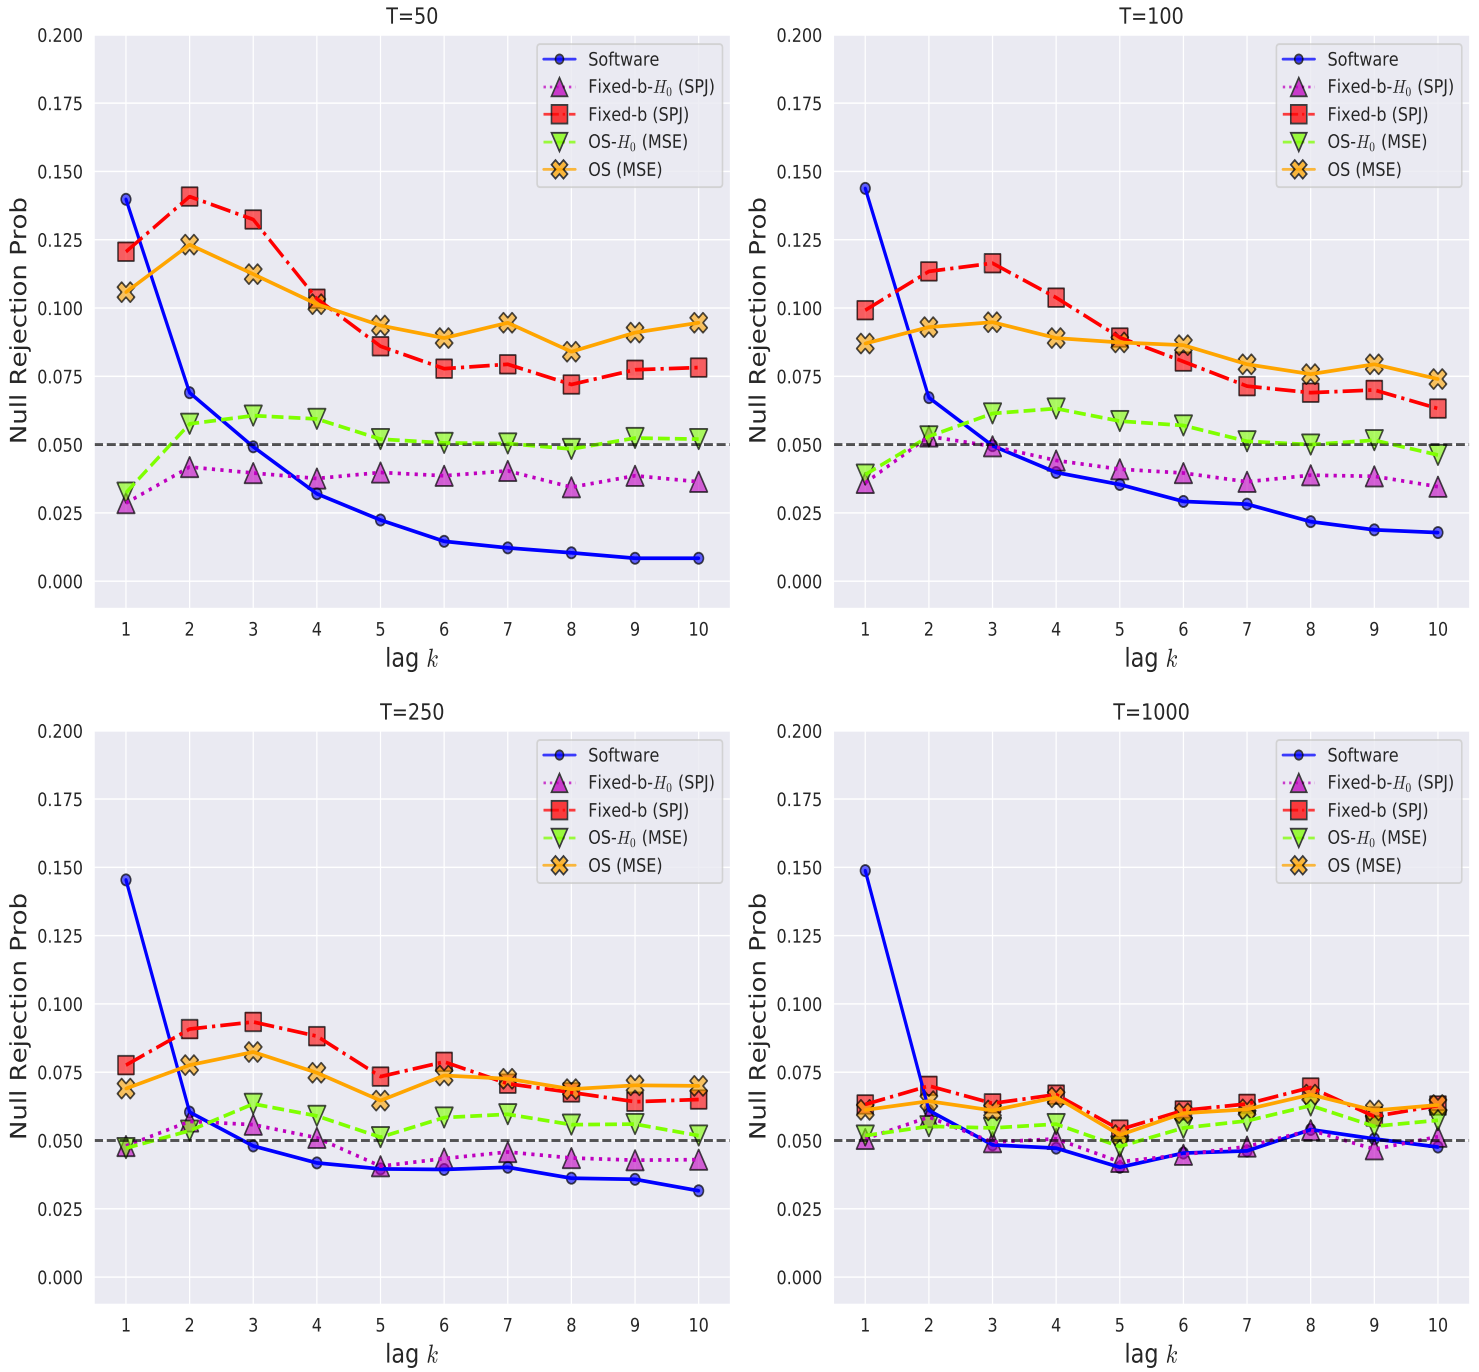 T=50
0.200
0.175
0.150
0.125
0.100
0.075
0.050
0.025
0.000
Null Rejection Prob
Software
Fixed-b-H₀ (SPJ)
Fixed-b (SPJ)
OS-H₀ (MSE)
OS (MSE)
1 2 3 4 5 6 7 8 9 10
lag k
T=100
0.200
0.175
0.150
0.125
0.100
0.075
0.050
0.025
0.000
Null Rejection Prob
Software
Fixed-b-H₀ (SPJ)
Fixed-b (SPJ)
OS-H₀ (MSE)
OS (MSE)
1 2 3 4 5 6 7 8 9 10
lag k
T=250
0.200
0.175
0.150
0.125
0.100
0.075
0.050
0.025
0.000
Null Rejection Prob
Software
Fixed-b-H₀ (SPJ)
Fixed-b (SPJ)
OS-H₀ (MSE)
OS (MSE)
1 2 3 4 5 6 7 8 9 10
lag k
T=1000
0.200
0.175
0.150
0.125
0.100
0.075
0.050
0.025
0.000
Null Rejection Prob
Software
Fixed-b-H₀ (SPJ)
Fixed-b (SPJ)
OS-H₀ (MSE)
OS (MSE)
1 2 3 4 5 6 7 8 9 10
lag k